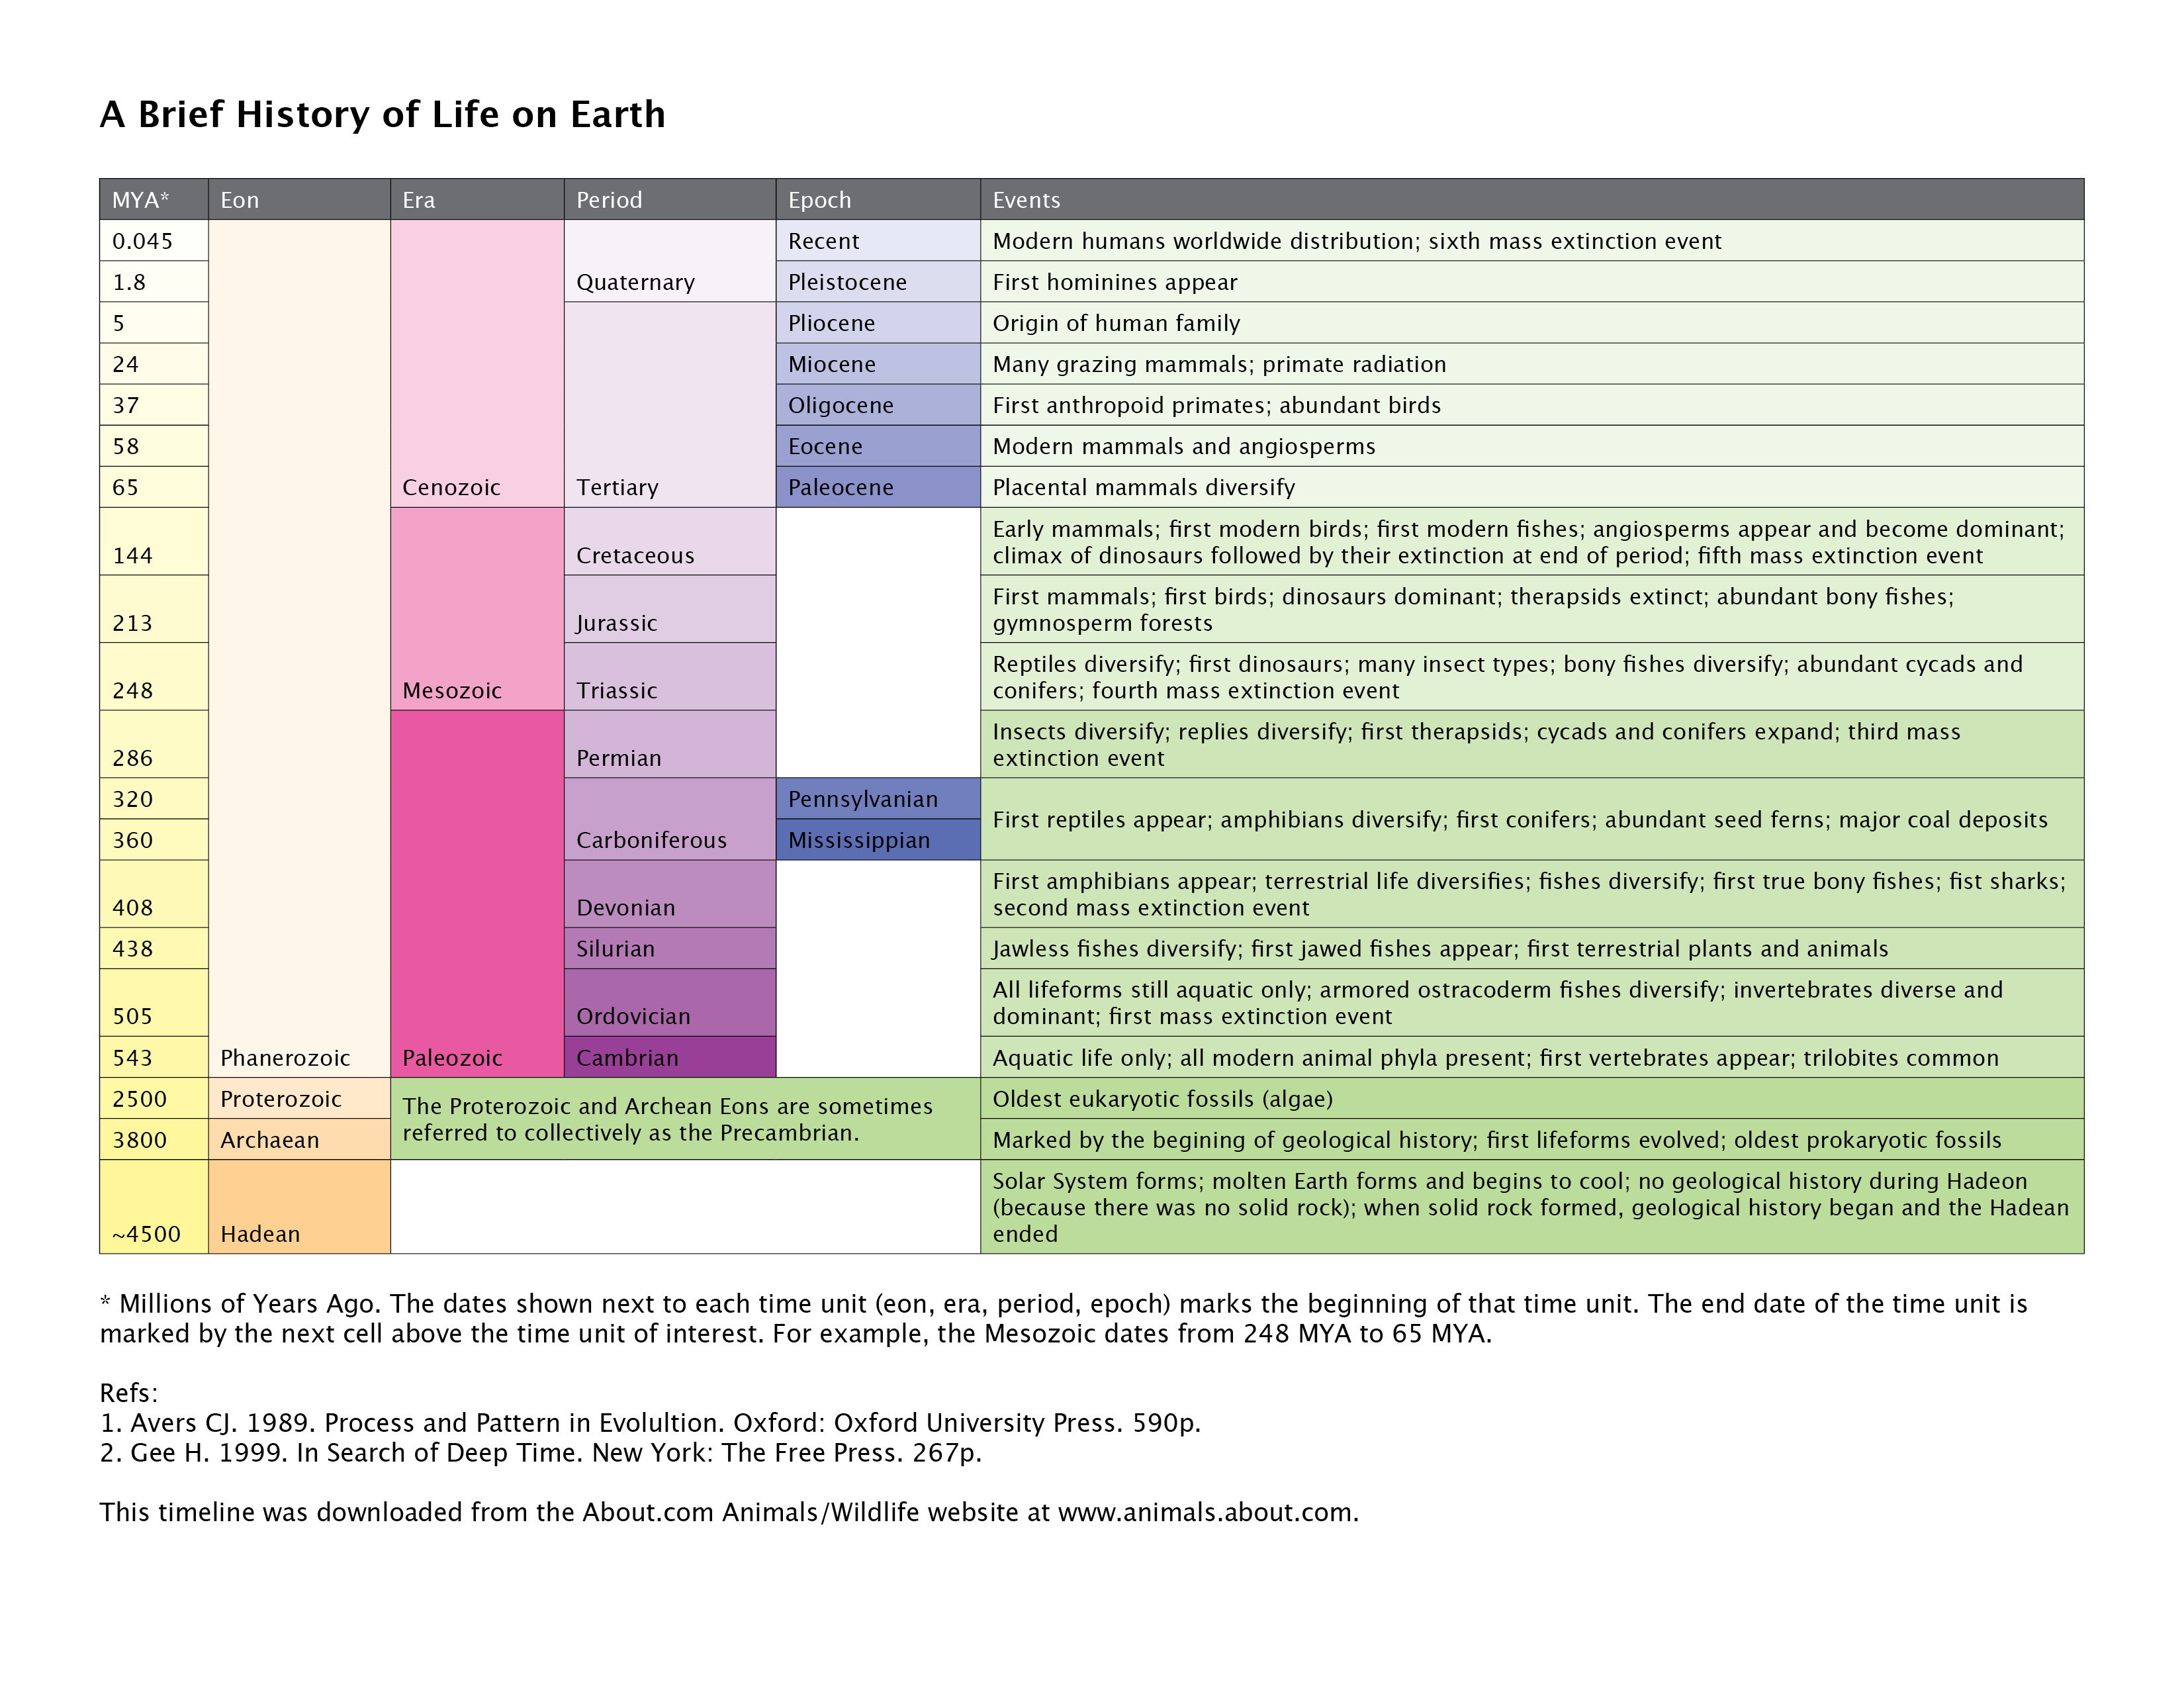 A Brief History of Life on Earth
MYA* Eon Era Period Epoch Events
0.045 Recent Modern humans worldwide distribution; sixth mass extinction event
1.8 Quaternary Pleistocene First hominines appear
5 Pliocene Origin of human family
24 Miocene Many grazing mammals; primate radiation
37 Oligocene First anthropoid primates; abundant birds
58 Eocene Modern mammals and angiosperms
65 Cenozoic Tertiary Paleocene Placental mammals diversify
Early mammals; first modern birds; first modern fishes; angiosperms appear and become dominant;
144 Cretaceous climax of dinosaurs followed by their extinction at end of period; fifth mass extinction event
First mammals; first birds; dinosaurs dominant; therapsids extinct; abundant bony fishes;
213 Jurassic gymnosperm forests
Reptiles diversify; first dinosaurs; many insect types; bony fishes diversify; abundant cycads and
248 Mesozoic Triassic conifers; fourth mass extinction event
Insects diversify; replies diversify; first therapsids; cycads and conifers expand; third mass
286 Permian extinction event
320 Pennsylvanian
First reptiles appear; amphibians diversify; first conifers; abundant seed ferns; major coal deposits
360 Carboniferous Mississippian
First amphibians appear; terrestrial life diversifies; fishes diversify; first true bony fishes; fist sharks;
408 Devonian second mass extinction event
438 Silurian Jawless fishes diversify; first jawed fishes appear; first terrestrial plants and animals
All lifeforms still aquatic only; armored ostracoderm fishes diversify; invertebrates diverse and
505 Ordovician dominant; first mass extinction event
543 Phanerozoic Paleozoic Cambrian Aquatic life only; all modern animal phyla present; first vertebrates appear; trilobites common
2500 Proterozoic Oldest eukaryotic fossils (algae)
The Proterozoic and Archean Eons are sometimes
referred to collectively as the Precambrian.
3800 Archaean Marked by the begining of geological history; first lifeforms evolved; oldest prokaryotic fossils
Solar System forms; molten Earth forms and begins to cool; no geological history during Hadeon
(because there was no solid rock); when solid rock formed, geological history began and the Hadean
~4500 Hadean ended
* Millions of Years Ago. The dates shown next to each time unit (eon, era, period, epoch) marks the beginning of that time unit. The end date of the time unit is
marked by the next cell above the time unit of interest. For example, the Mesozoic dates from 248 MYA to 65 MYA.
Refs:
1. Avers CJ. 1989. Process and Pattern in Evolultion. Oxford: Oxford University Press. 590p.
2. Gee H. 1999. In Search of Deep Time. New York: The Free Press. 267p.
This timeline was downloaded from the About.com Animals/Wildlife website at www.animals.about.com.